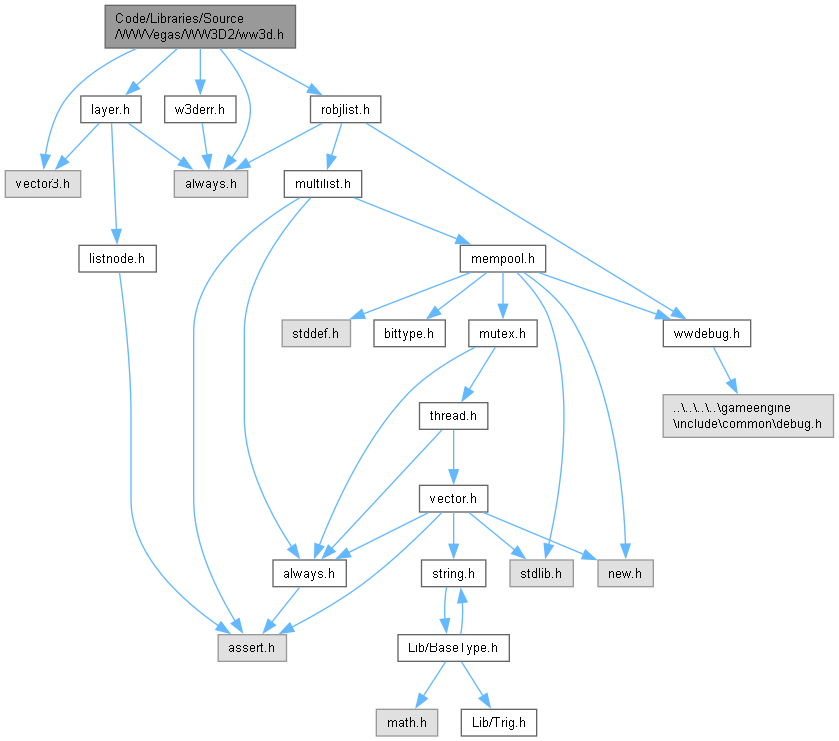 Code/Libraries/Source
/WWVegas/WW3D2/ww3d.h
layer.h
w3derr.h
robjlist.h
vector3.h
always.h
multilist.h
listnode.h
mempool.h
stddef.h
bittype.h
mutex.h
wwdebug.h
thread.h
..\..\..\..\gameengine
\include\common\debug.h
vector.h
always.h
string.h
stdlib.h
new.h
assert.h
Lib/BaseType.h
math.h
Lib/Trig.h